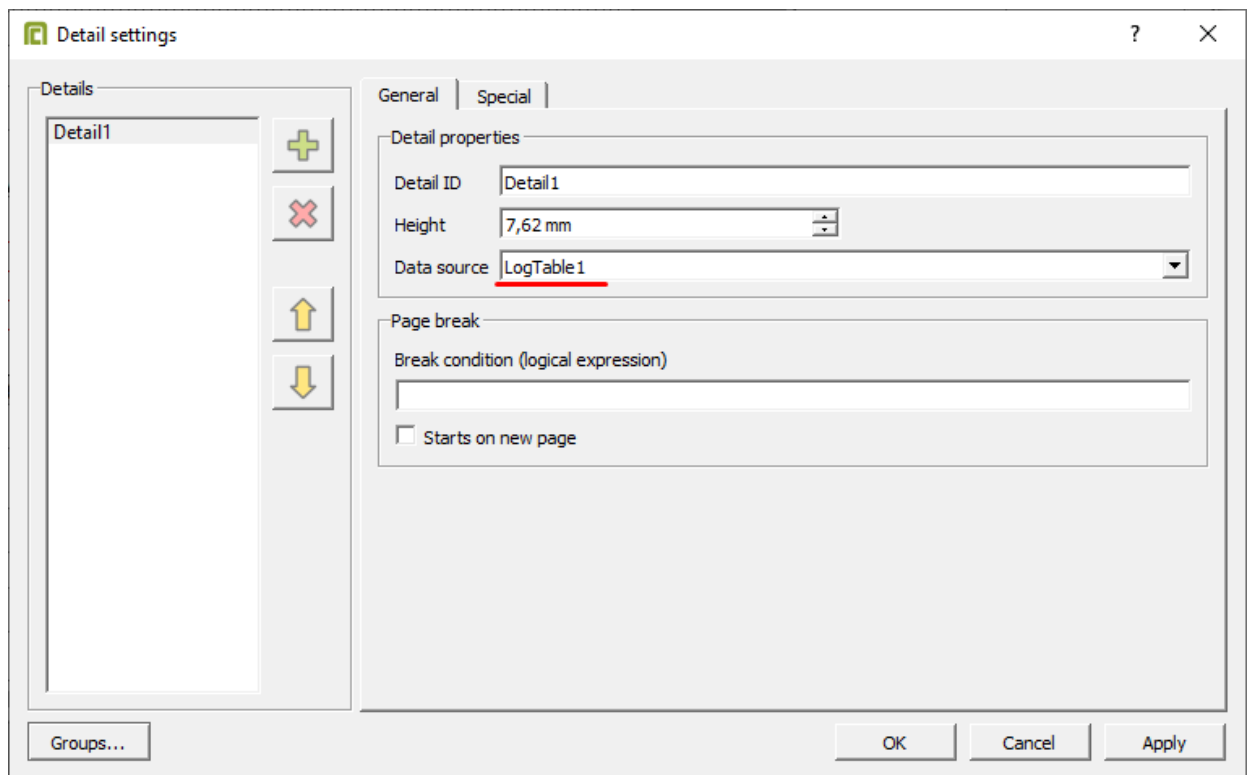 Detail settings
?
Details
Detail1
General
Special
Detail properties
Detail ID
Detail1
Height
7,62 mm
Data source
LogTable1
Page break
Break condition (logical expression)
Starts on new page
Groups...
OK
Cancel
Apply